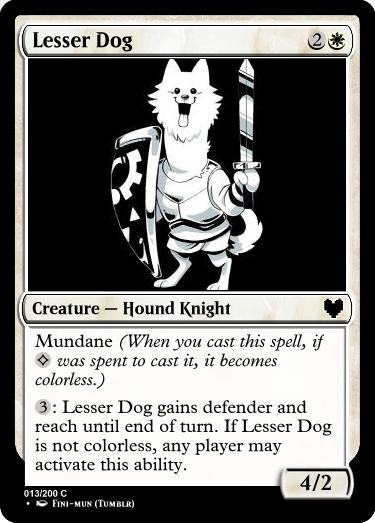 Lesser Dog 2
Creature — Hound Knight
Mundane (When you cast this spell, if
was spent to cast it, it becomes
colorless.)
3: Lesser Dog gains defender and
reach until end of turn. If Lesser Dog
is not colorless, any player may
activate this ability.
4/2
013/200 C
• Fini-mun (Tumblr)